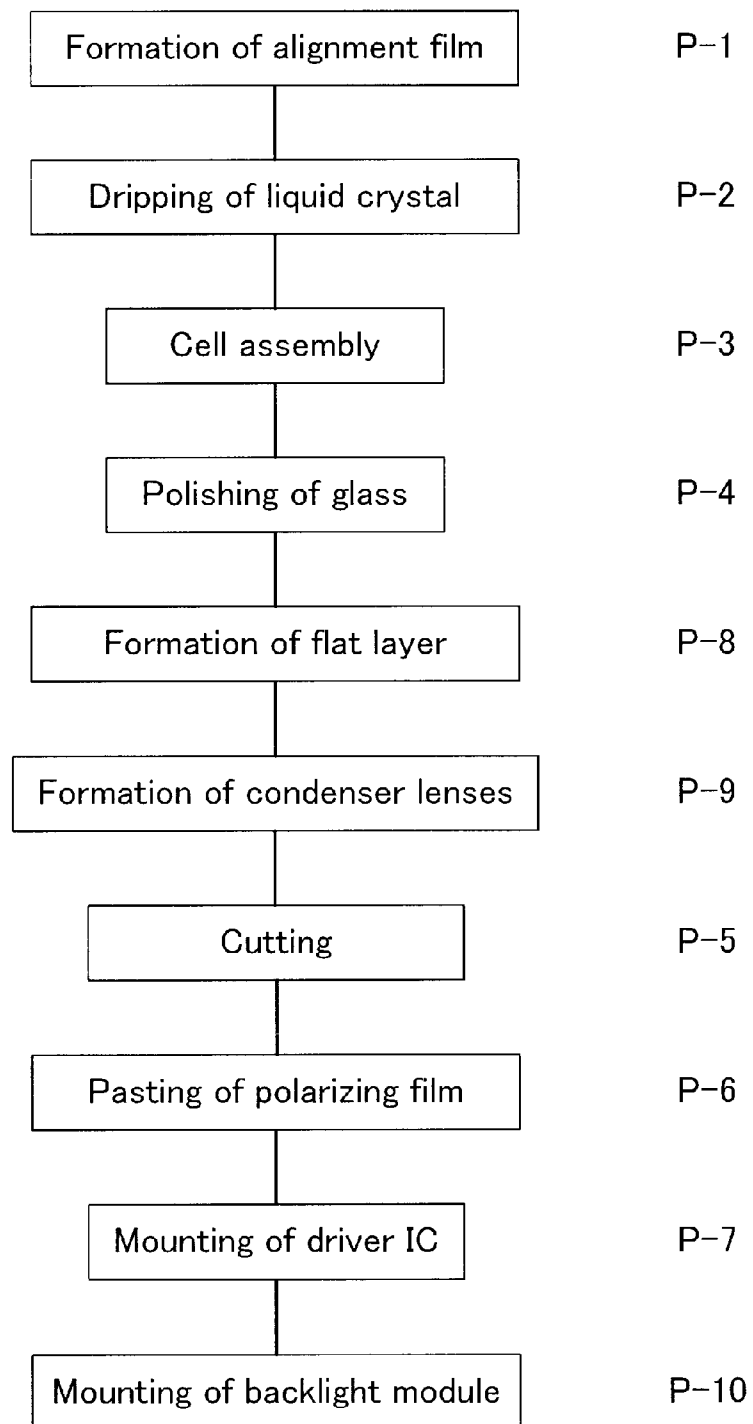 Formation of alignment film P-1
Dripping of liquid crystal P-2
Cell assembly P-3
Polishing of glass P-4
Formation of flat layer P-8
Formation of condenser lenses P-9
Cutting P-5
Pasting of polarizing film P-6
Mounting of driver IC P-7
Mounting of backlight module P-10